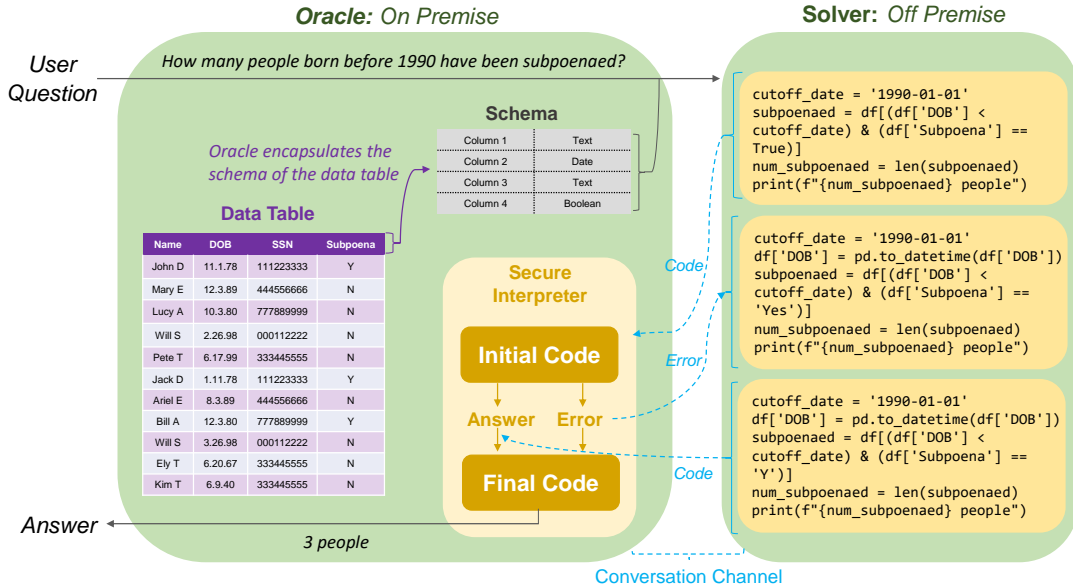 Oracle: On Premise
Solver: Off Premise
User
Question
How many people born before 1990 have been subpoenaed?
Schema
Column 1 Text
Column 2 Date
Column 3 Text
Column 4 Boolean
Oracle encapsulates the
schema of the data table
Data Table
Name DOB SSN Subpoena
John D 11.1.78 111223333 Y
Mary E 12.3.89 444556666 N
Lucy A 10.3.80 777889999 N
Will S 2.26.98 000112222 N
Pete T 6.17.99 333445555 N
Jack D 1.11.78 111223333 Y
Ariel E 8.3.89 444556666 N
Bill A 12.3.80 777889999 Y
Will S 3.26.98 000112222 N
Ely T 6.20.67 333445555 N
Kim T 6.9.40 333445555 N
Secure
Interpreter
Initial Code
Answer Error
Final Code
Code
Error
Code
cutoff_date = '1990-01-01'
subpoenaed = df[(df['DOB'] <
cutoff_date) & (df['Subpoena'] ==
True)]
num_subpoenaed = len(subpoenaed)
print(f"{num_subpoenaed} people")
cutoff_date = '1990-01-01'
df['DOB'] = pd.to_datetime(df['DOB'])
subpoenaed = df[(df['DOB'] <
cutoff_date) & (df['Subpoena'] ==
'Yes')]
num_subpoenaed = len(subpoenaed)
print(f"{num_subpoenaed} people")
cutoff_date = '1990-01-01'
df['DOB'] = pd.to_datetime(df['DOB'])
subpoenaed = df[(df['DOB'] <
cutoff_date) & (df['Subpoena'] ==
'Y')]
num_subpoenaed = len(subpoenaed)
print(f"{num_subpoenaed} people")
Answer
3 people
Conversation Channel